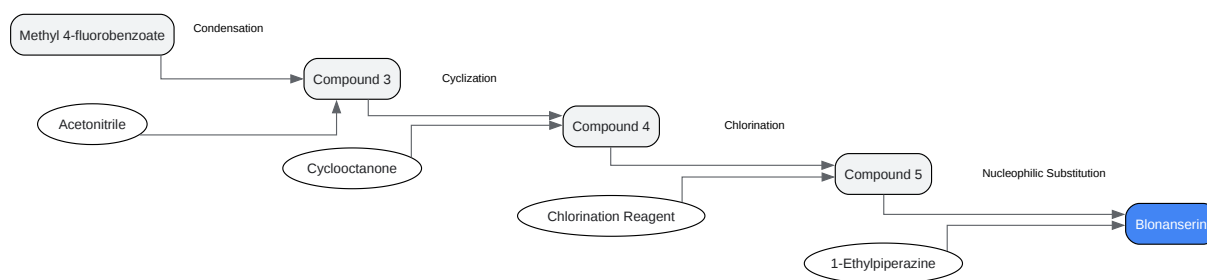 Methyl 4-fluorobenzoate
Condensation
Compound 3
Cyclization
Acetonitrile
Compound 4
Chlorination
Cyclooctanone
Compound 5
Nucleophilic Substitution
Chlorination Reagent
Blonanserin
1-Ethylpiperazine